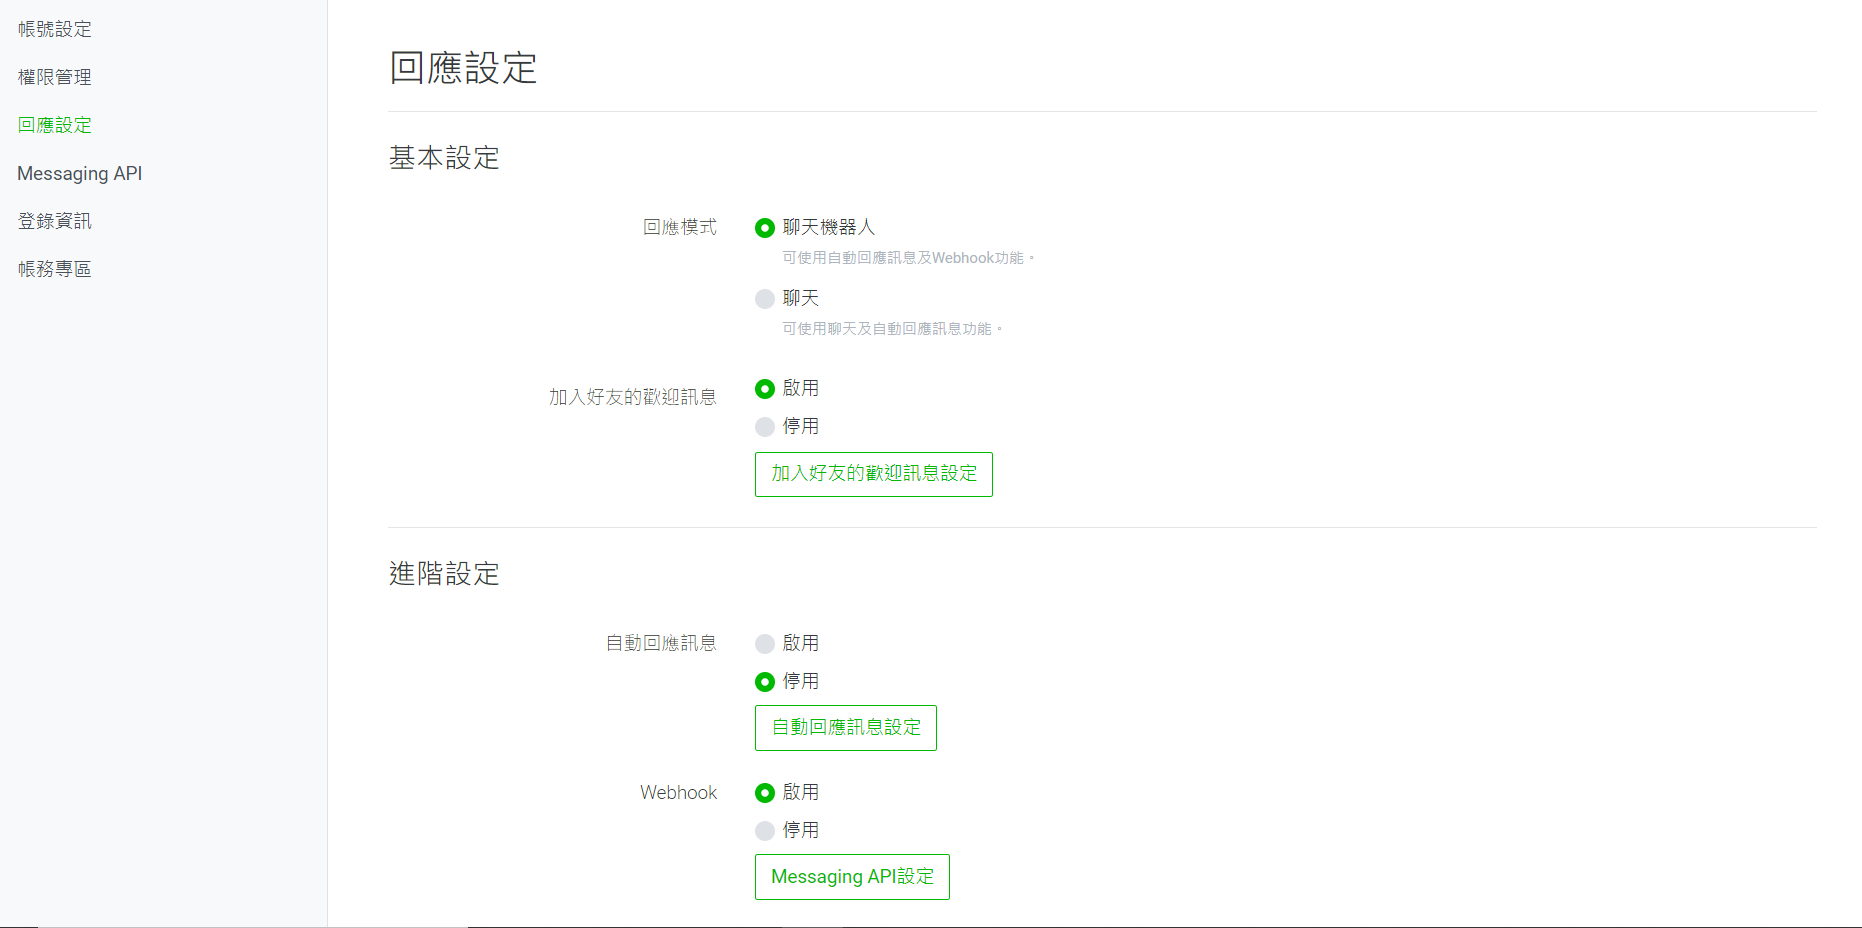 帳號設定
權限管理
回應設定
Messaging API
登錄資訊
帳務專區
回應設定
基本設定
回應模式
聊天機器人
可使用自動回應訊息及Webhook功能。
聊天
可使用聊天及自動回應訊息功能。
加入好友的歡迎訊息
啟用
停用
加入好友的歡迎訊息設定
進階設定
自動回應訊息
啟用
停用
自動回應訊息設定
Webhook
啟用
停用
Messaging API設定